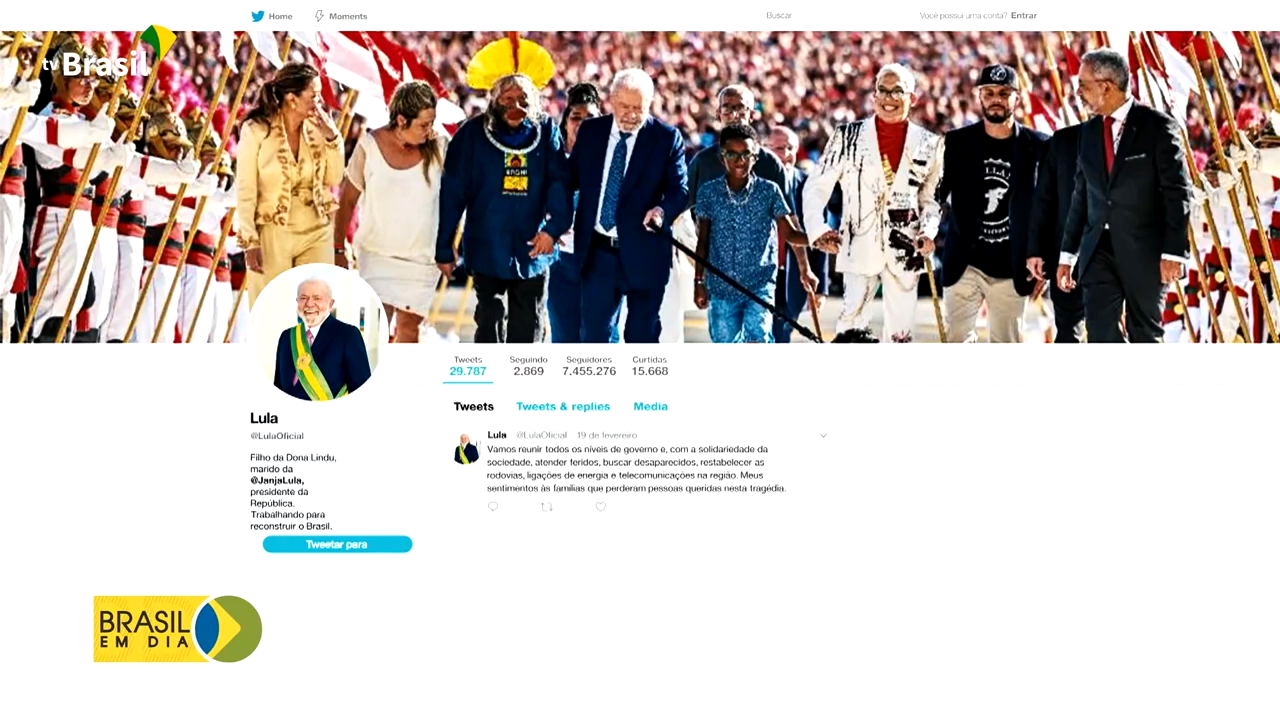 Home
Moments
Buscar
Você possui uma conta? Entrar
tv Brasil
Tweets
29.787
Seguindo
2.869
Seguidores
7.455.276
Curtidas
15.668
Lula
@LulaOficial
Filho da Dona Lindu,
marido da
@JanjaLula,
presidente da
República.
Trabalhando para
reconstruir o Brasil.
Tweetar para
Tweets
Tweets & replies
Media
Lula @LulaOficial 19 de fevereiro
Vamos reunir todos os níveis de governo e, com a solidariedade da
sociedade, atender feridos, buscar desaparecidos, restabelecer as
rodovias, ligações de energia e telecomunicações na região. Meus
sentimentos às famílias que perderam pessoas queridas nesta tragédia.
BRASIL
EM DIA